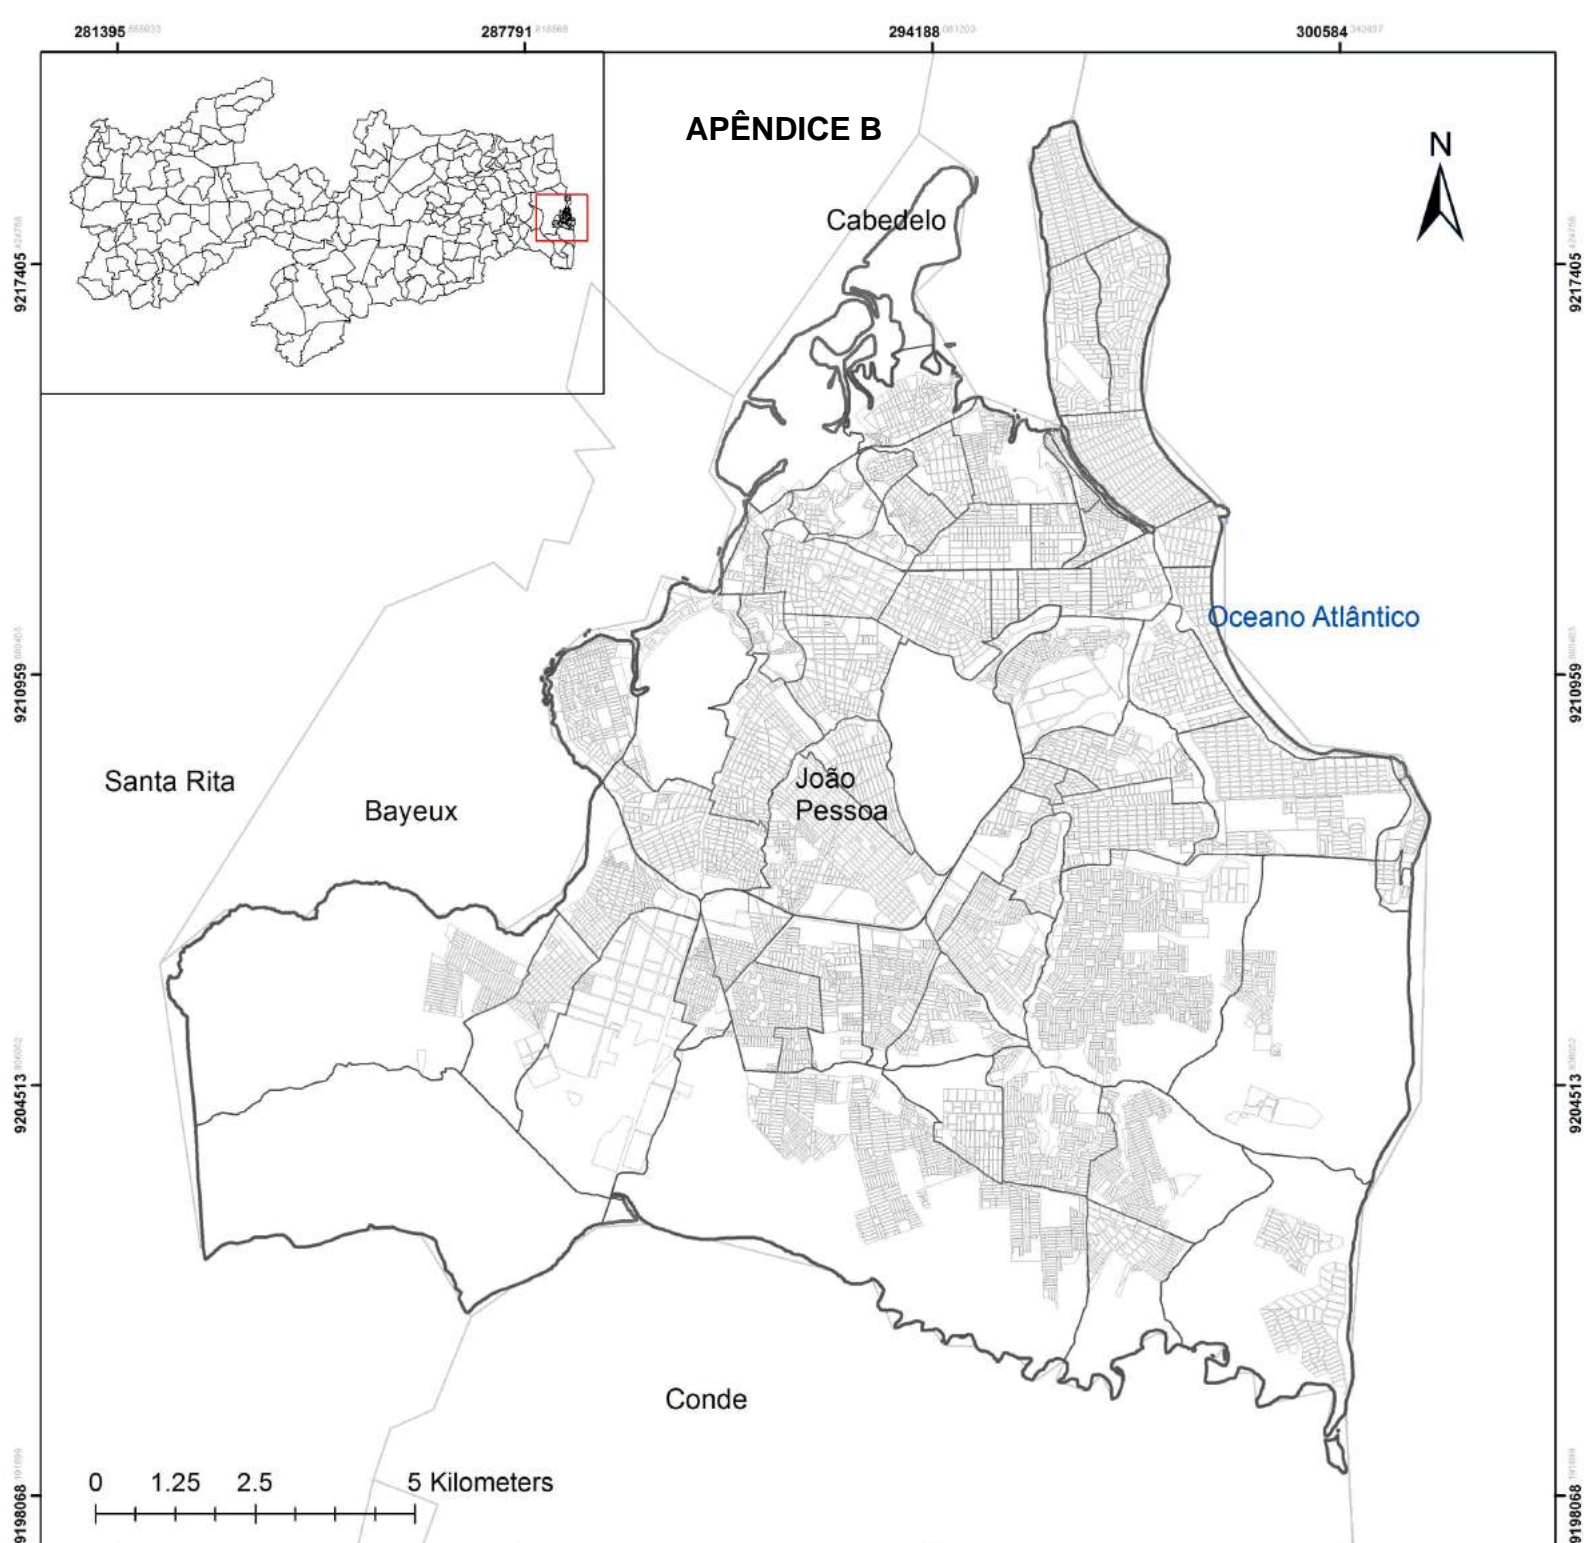 281395 287791 294188 300584
APÊNDICE B
N
Cabedelo
9217405 9217405
Oceano Atlântico
9210959 9210959
Santa Rita
Bayeux
João
Pessoa
9204513 9204513
Conde
0 1.25 2.5 5 Kilometers
9198068 9198068